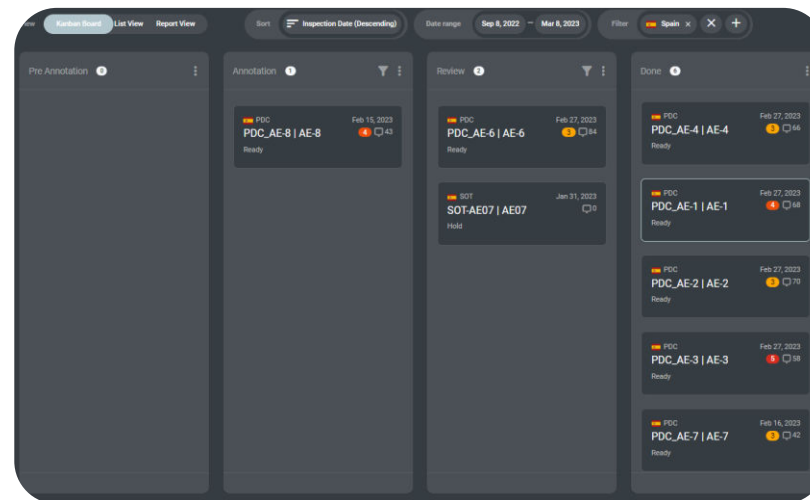 Kanban Board List View Report View
Sort Inspection Date (Descending) Date range Sep 8, 2022 – Mar 8, 2023 Filter Spain × × +
Pre Annotation 0
Annotation 1
PDC Feb 15, 2023
PDC_AE-8 | AE-8 4 43
Ready
Review 2
PDC Feb 27, 2023
PDC_AE-6 | AE-6 3 84
Ready
SOT Jan 31, 2023
SOT-AE07 | AE07 0
Hold
Done 6
PDC Feb 27, 2023
PDC_AE-4 | AE-4 3 66
Ready
PDC Feb 27, 2023
PDC_AE-1 | AE-1 4 68
Ready
PDC Feb 27, 2023
PDC_AE-2 | AE-2 3 70
Ready
PDC Feb 27, 2023
PDC_AE-3 | AE-3 5 58
Ready
PDC Feb 16, 2023
PDC_AE-7 | AE-7 3 42
Ready